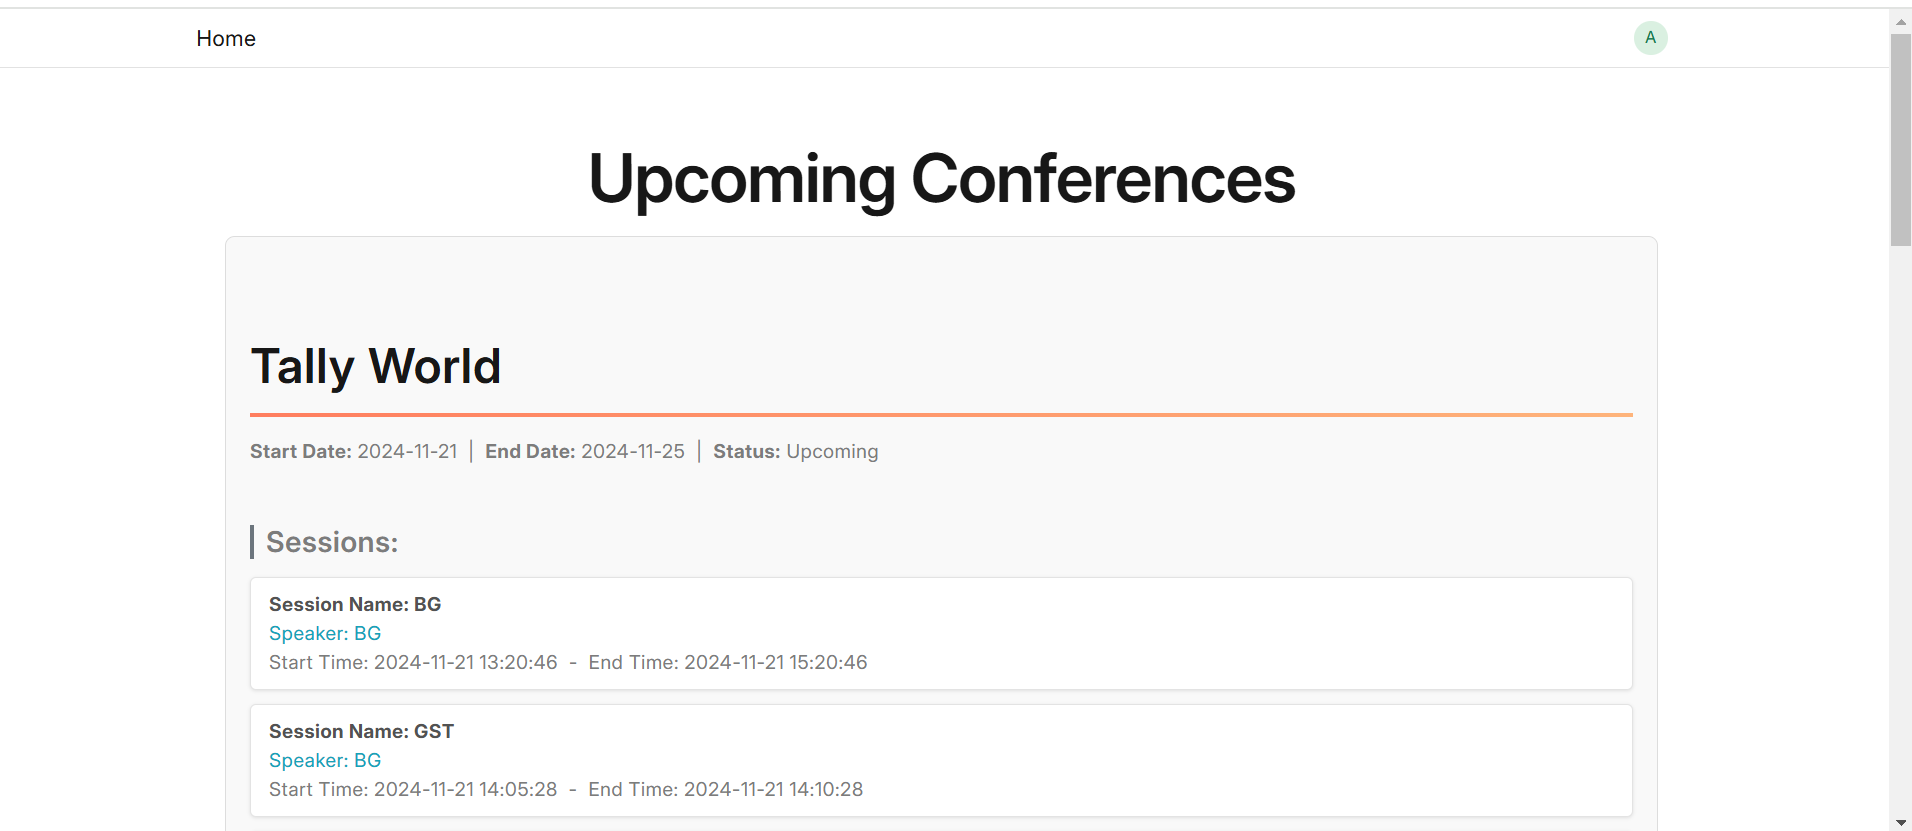 Home
A
Upcoming Conferences
Tally World
Start Date: 2024-11-21 | End Date: 2024-11-25 | Status: Upcoming
Sessions:
Session Name: BG
Speaker: BG
Start Time: 2024-11-21 13:20:46 - End Time: 2024-11-21 15:20:46
Session Name: GST
Speaker: BG
Start Time: 2024-11-21 14:05:28 - End Time: 2024-11-21 14:10:28